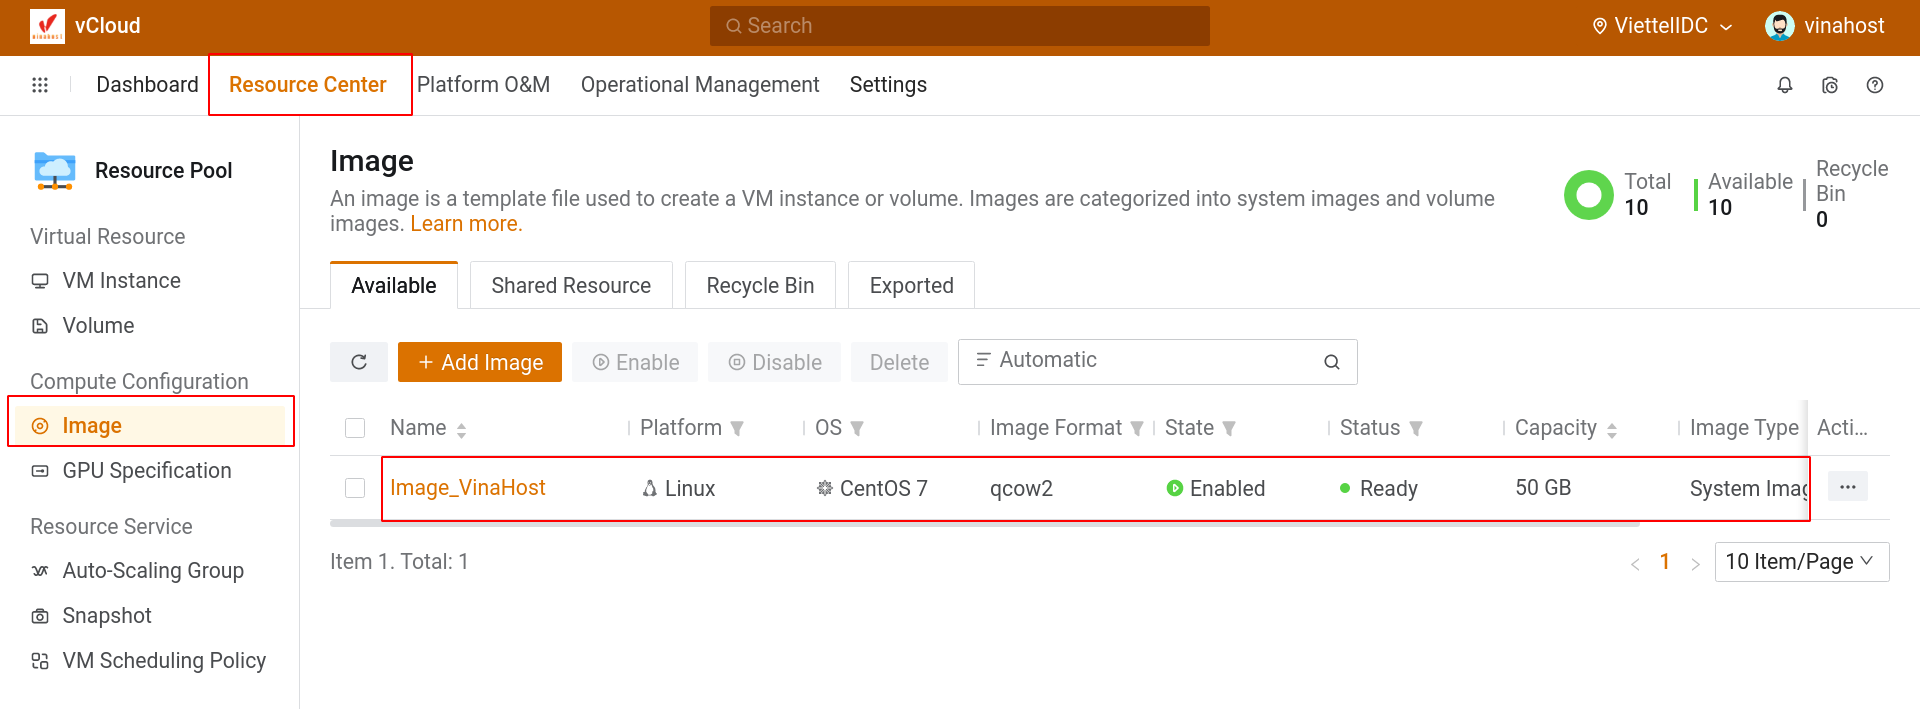 VINAHOST
vCloud
Search
ViettelIDC
vinahost
Dashboard
Resource Center
Platform O&M
Operational Management
Settings
Resource Pool
Virtual Resource
VM Instance
Volume
Compute Configuration
Image
GPU Specification
Resource Service
Auto-Scaling Group
Snapshot
VM Scheduling Policy
Image
An image is a template file used to create a VM instance or volume. Images are categorized into system images and volume
images. Learn more.
Total
10
Available
10
Recycle
Bin
0
Available
Shared Resource
Recycle Bin
Exported
+ Add Image
Enable
Disable
Delete
Automatic
Name
Platform
OS
Image Format
State
Status
Capacity
Image Type
Acti...
Image_VinaHost
Linux
CentOS 7
qcow2
Enabled
Ready
50 GB
System Imag
...
Item 1. Total: 1
< 1 >
10 Item/Page